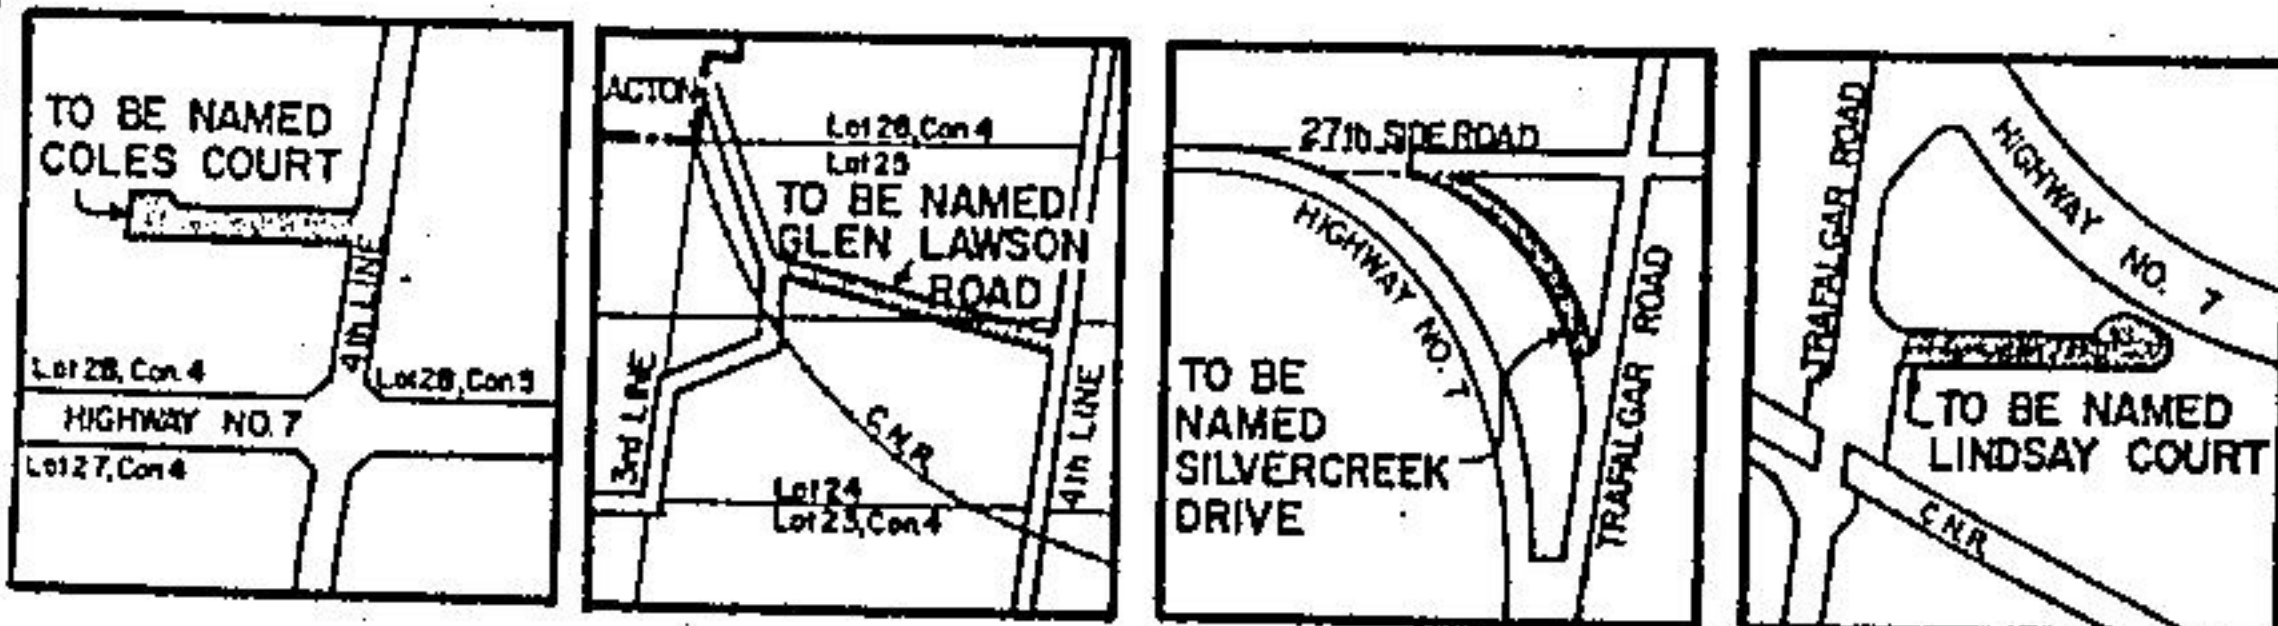 TO BE NAMED
COLES COURT
4th LINE
Lot 28, Con. 4
Lot 28, Con 5
HIGHWAY NO. 7
Lot 27, Con 4
ACTON
Lot 26, Con 4
Lot 25
TO BE NAMED
GLEN LAWSON
ROAD
3rd LINE
C.N.R.
4th LINE
Lot 24
Lot 23, Con. 4
27th SIDEROAD
HIGHWAY NO. 7
TRAFALGAR ROAD
TO BE
NAMED
SILVERCREEK
DRIVE
TRAFALGAR ROAD
HIGHWAY NO. 7
TO BE NAMED
LINDSAY COURT
C.N.R.